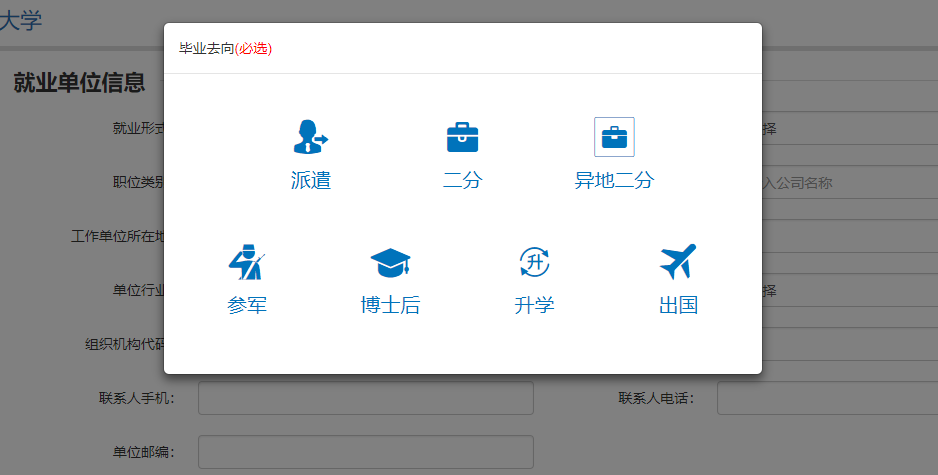 大学
毕业去向(必选)
就业单位信息
就业形式
择
派遣
二分
异地二分
职位类别
入公司名称
工作单位所在地
参军
博士后
升
升学
出国
单位行业
择
组织机构代码
联系人手机：
联系人电话：
单位邮编：